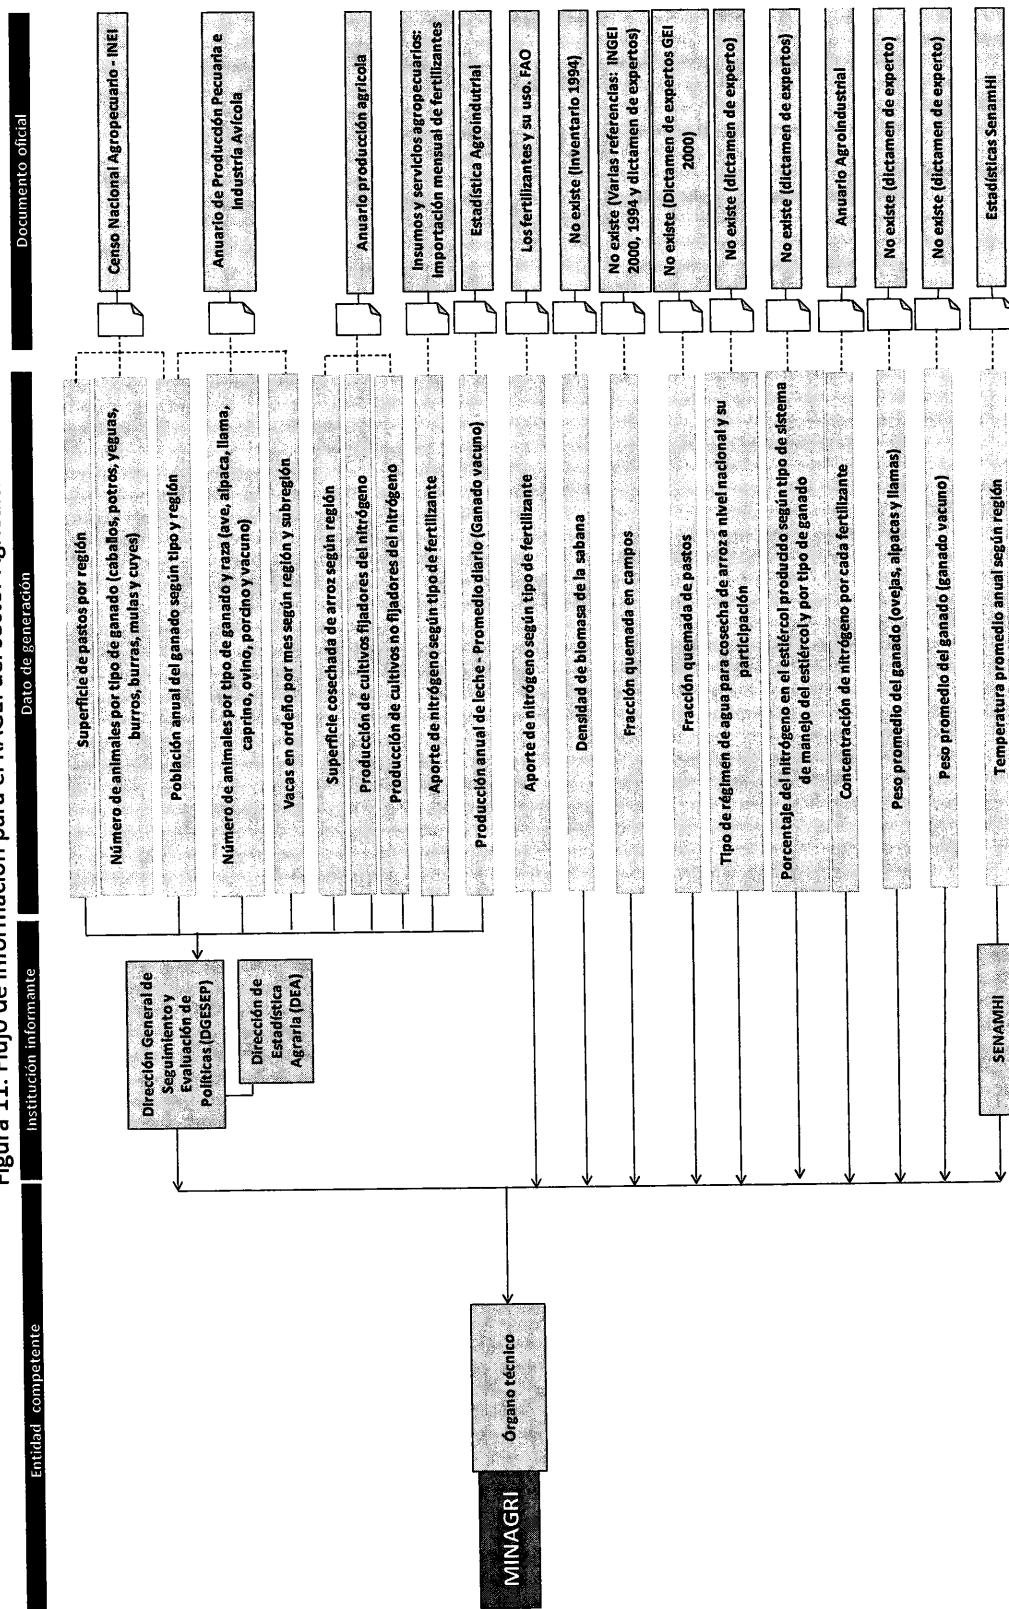 Figura 11. Flujo de información para el
Entidad competente
Institución informante
Dato de generación
Documento oficial
MINAGRI
Órgano técnico
Dirección General de
Seguimiento y
Evaluación de
Políticas (DGESEP)
Dirección de
Estadística
Agraria (DEA)
SENAMHI
Superficie de pastos por región
Número de animales por tipo de ganado (caballos, potros, yeguas,
burros, burras, mulas y cuyes)
Población anual del ganado según tipo y región
Número de animales por tipo de ganado y raza (ave, alpaca, llama,
caprino, ovino, porcino y vacuno)
Vacas en ordeño por mes según región y subregión
Superficie cosechada de arroz según región
Producción de cultivos fijadores del nitrógeno
Producción de cultivos no fijadores del nitrógeno
Aporte de nitrógeno según tipo de fertilizante
Producción anual de leche - Promedio diario (Ganado vacuno)
Aporte de nitrógeno según tipo de fertilizante
Densidad de biomasa de la sabana
Fracción quemada en campos
Fracción quemada de pastos
Tipo de régimen de agua para cosecha de arroz a nivel nacional y su
participación
Porcentaje del nitrógeno en el estiércol producido según tipo de sistema
de manejo del estiércol y por tipo de ganado
Concentración de nitrógeno por cada fertilizante
Peso promedio del ganado (ovejas, alpacas y llamas)
Peso promedio del ganado (ganado vacuno)
Temperatura promedio anual según región
Censo Nacional Agropecuario - INEI
Anuario de Producción Pecuaria e
Industria Avícola
Anuario producción agrícola
Insumos y servicios agropecuarios:
Importación mensual de fertilizantes
Estadística Agroindutrial
Los fertilizantes y su uso. FAO
No existe (Inventario 1994)
No existe (Varias referencias: INGEI
2000, 1994 y dictamen de expertos)
No existe (Dictamen de expertos GEI
2000)
No existe (dictamen de experto)
No existe (dictamen de expertos)
Anuario Agroindustrial
No existe (dictamen de experto)
No existe (dictamen de experto)
Estadísticas SenamHi